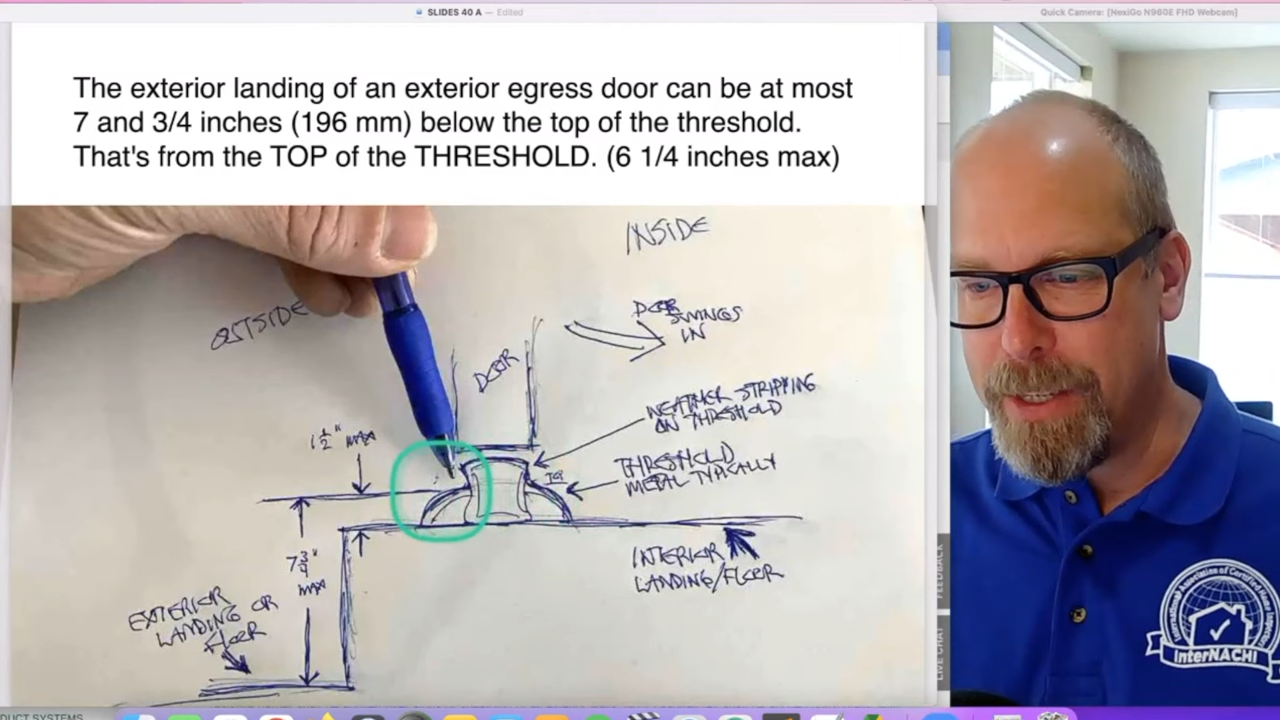 SLIDES 40 A — Edited
Quick Camera: [NexiGo N960E FHD Webcam]
The exterior landing of an exterior egress door can be at most
7 and 3/4 inches (196 mm) below the top of the threshold.
That's from the TOP of the THRESHOLD. (6 1/4 inches max)
INSIDE
OUTSIDE
DOOR
SWINGS
IN
DOOR
WEATHER STRIPPING
ON THRESHOLD
1 1/2" MAX
THRESHOLD
METAL TYPICALLY
TOP
7 3/4"
MAX
INTERIOR
LANDING/FLOOR
EXTERIOR
LANDING OR
FLOOR
FEEDBACK
LIVE CHAT
International Association of Certified Home Inspectors
InterNACHI
DUCT SYSTEMS